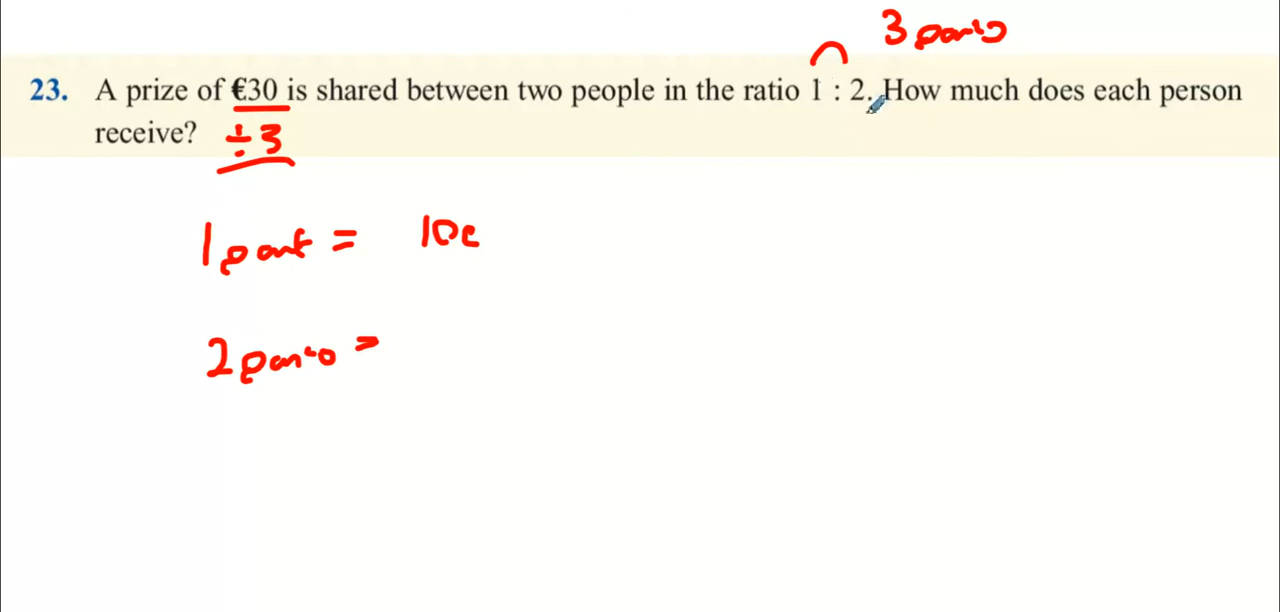 3 parts
23. A prize of €30 is shared between two people in the ratio 1 : 2. How much does each person
receive? ÷3
1 part = 10€
2 parts =